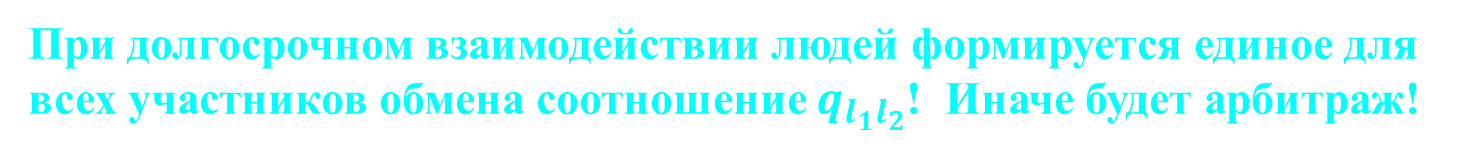 При долгосрочном взаимодействии людей формируется единое для
всех участников обмена соотношение $q_{l_1 l_2}$!  Иначе будет арбитраж!